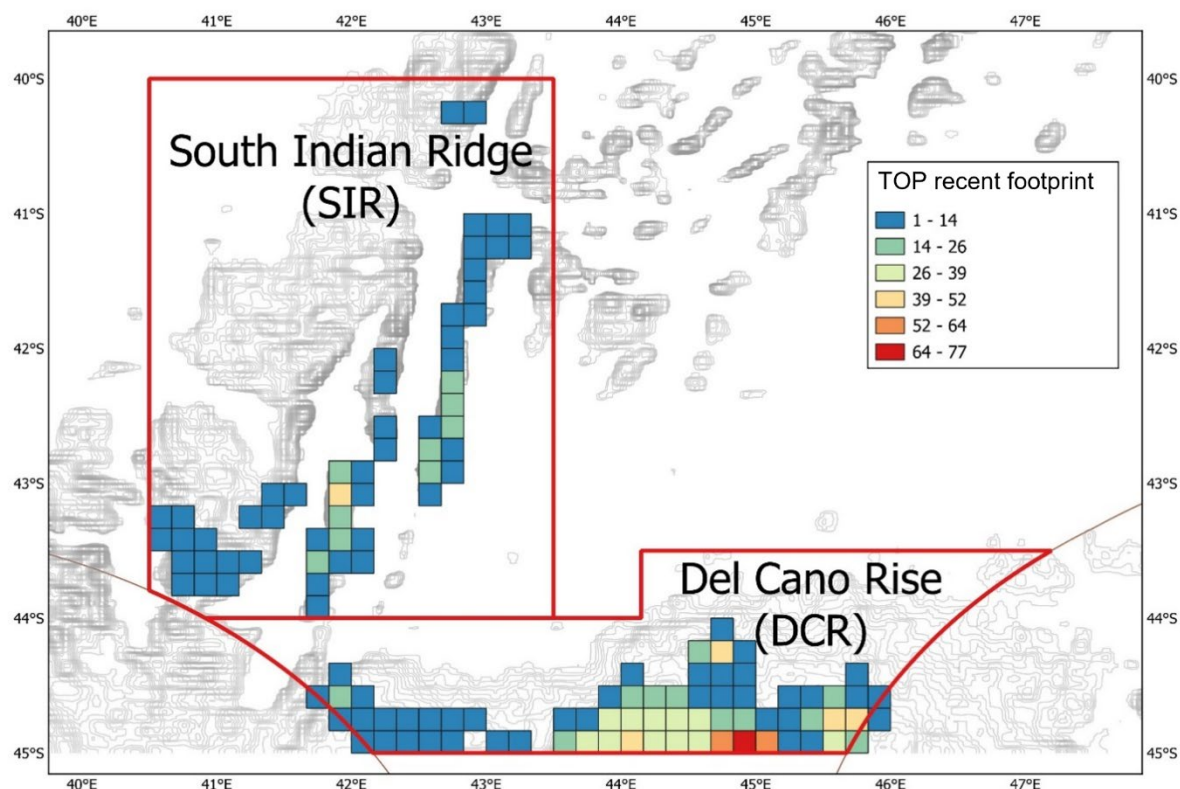 40°E 41°E 42°E 43°E 44°E 45°E 46°E 47°E
40°S 40°S
South Indian Ridge
(SIR)
TOP recent footprint
41°S 41°S
1 - 14
14 - 26
26 - 39
39 - 52
52 - 64
64 - 77
42°S 42°S
43°S 43°S
Del Cano Rise
(DCR)
44°S 44°S
45°S 45°S
40°E 41°E 42°E 43°E 44°E 45°E 46°E 47°E